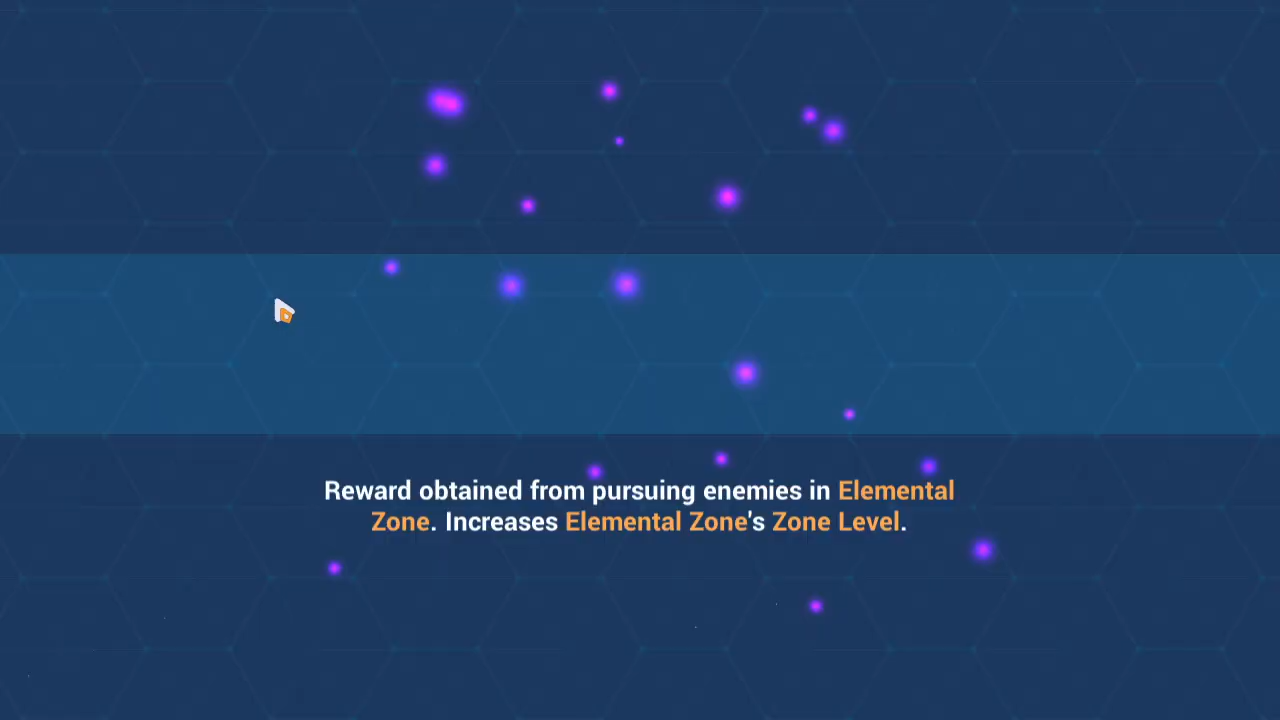 Reward obtained from pursuing enemies in Elemental
Zone. Increases Elemental Zone's Zone Level.